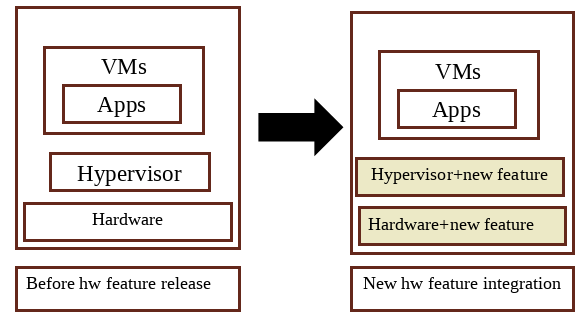 VMs
Apps
Hypervisor
Hardware
Before hw feature release
VMs
Apps
Hypervisor+new feature
Hardware+new feature
New hw feature integration